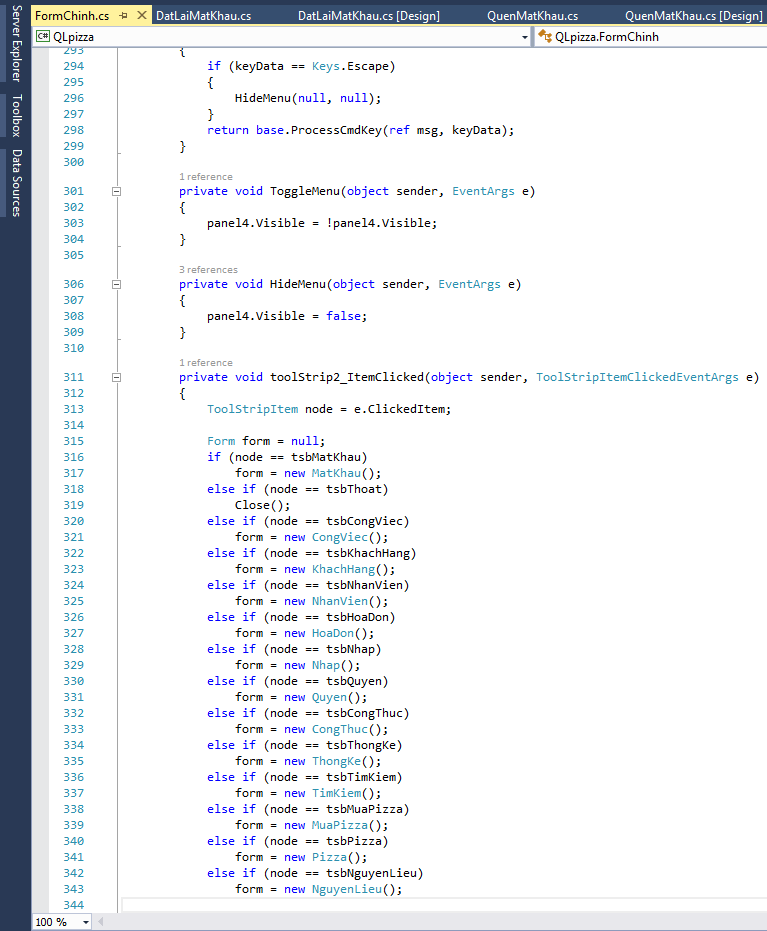 FormChinh.cs DatLaiMatKhau.cs DatLaiMatKhau.cs [Design] QuenMatKhau.cs QuenMatKhau.cs [Design]
Server Explorer
Toolbox
Data Sources
C# QLpizza QLpizza.FormChinh
293 {
294 if (keyData == Keys.Escape)
295 {
296 HideMenu(null, null);
297 }
298 return base.ProcessCmdKey(ref msg, keyData);
299 }
300
1 reference
301 private void ToggleMenu(object sender, EventArgs e)
302 {
303 panel4.Visible = !panel4.Visible;
304 }
305
3 references
306 private void HideMenu(object sender, EventArgs e)
307 {
308 panel4.Visible = false;
309 }
310
1 reference
311 private void toolStrip2_ItemClicked(object sender, ToolStripItemClickedEventArgs e)
312 {
313 ToolStripItem node = e.ClickedItem;
314
315 Form form = null;
316 if (node == tsbMatKhau)
317 form = new MatKhau();
318 else if (node == tsbThoat)
319 Close();
320 else if (node == tsbCongViec)
321 form = new CongViec();
322 else if (node == tsbKhachHang)
323 form = new KhachHang();
324 else if (node == tsbNhanVien)
325 form = new NhanVien();
326 else if (node == tsbHoaDon)
327 form = new HoaDon();
328 else if (node == tsbNhap)
329 form = new Nhap();
330 else if (node == tsbQuyen)
331 form = new Quyen();
332 else if (node == tsbCongThuc)
333 form = new CongThuc();
334 else if (node == tsbThongKe)
335 form = new ThongKe();
336 else if (node == tsbTimKiem)
337 form = new TimKiem();
338 else if (node == tsbMuaPizza)
339 form = new MuaPizza();
340 else if (node == tsbPizza)
341 form = new Pizza();
342 else if (node == tsbNguyenLieu)
343 form = new NguyenLieu();
344
100 %